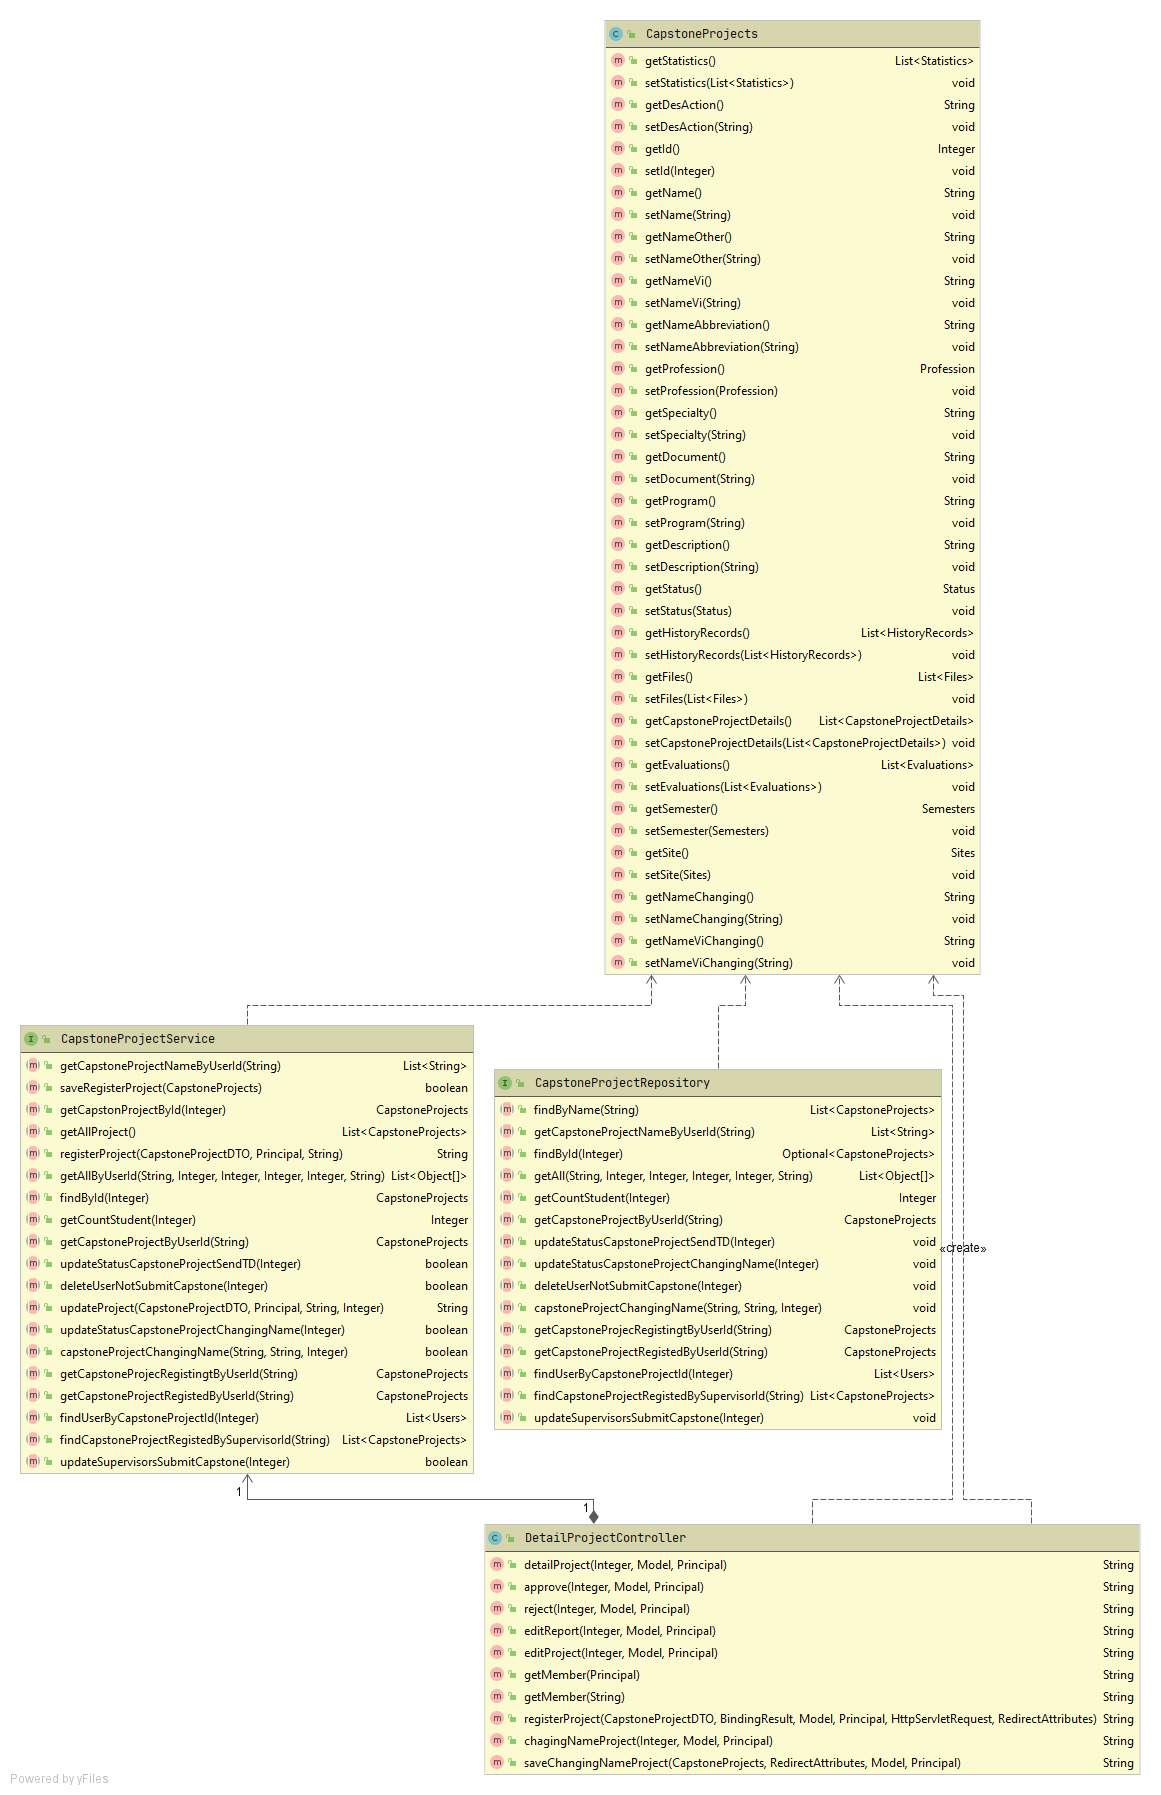 CapstoneProjects
getStatistics() List<Statistics>
setStatistics(List<Statistics>) void
getDesAction() String
setDesAction(String) void
getId() Integer
setId(Integer) void
getName() String
setName(String) void
getNameOther() String
setNameOther(String) void
getNameVi() String
setNameVi(String) void
getNameAbbreviation() String
setNameAbbreviation(String) void
getProfession() Profession
setProfession(Profession) void
getSpecialty() String
setSpecialty(String) void
getDocument() String
setDocument(String) void
getProgram() String
setProgram(String) void
getDescription() String
setDescription(String) void
getStatus() Status
setStatus(Status) void
getHistoryRecords() List<HistoryRecords>
setHistoryRecords(List<HistoryRecords>) void
getFiles() List<Files>
setFiles(List<Files>) void
getCapstoneProjectDetails() List<CapstoneProjectDetails>
setCapstoneProjectDetails(List<CapstoneProjectDetails>) void
getEvaluations() List<Evaluations>
setEvaluations(List<Evaluations>) void
getSemester() Semesters
setSemester(Semesters) void
getSite() Sites
setSite(Sites) void
getNameChanging() String
setNameChanging(String) void
getNameViChanging() String
setNameViChanging(String) void
CapstoneProjectService
getCapstoneProjectNameByUserId(String) List<String>
saveRegisterProject(CapstoneProjects) boolean
getCapstonProjectById(Integer) CapstoneProjects
getAllProject() List<CapstoneProjects>
registerProject(CapstoneProjectDTO, Principal, String) String
getAllByUserId(String, Integer, Integer, Integer, Integer, String) List<Object[]>
findById(Integer) CapstoneProjects
getCountStudent(Integer) Integer
getCapstoneProjectByUserId(String) CapstoneProjects
updateStatusCapstoneProjectSendTD(Integer) boolean
deleteUserNotSubmitCapstone(Integer) boolean
updateProject(CapstoneProjectDTO, Principal, String, Integer) String
updateStatusCapstoneProjectChangingName(Integer) boolean
capstoneProjectChangingName(String, String, Integer) boolean
getCapstoneProjecRegistingtByUserId(String) CapstoneProjects
getCapstoneProjectRegistedByUserId(String) CapstoneProjects
findUserByCapstoneProjectId(Integer) List<Users>
findCapstoneProjectRegistedBySupervisorId(String) List<CapstoneProjects>
updateSupervisorsSubmitCapstone(Integer) boolean
CapstoneProjectRepository
findByName(String) List<CapstoneProjects>
getCapstoneProjectNameByUserId(String) List<String>
findById(Integer) Optional<CapstoneProjects>
getAll(String, Integer, Integer, Integer, Integer, String) List<Object[]>
getCountStudent(Integer) Integer
getCapstoneProjectByUserId(String) CapstoneProjects
updateStatusCapstoneProjectSendTD(Integer) void
updateStatusCapstoneProjectChangingName(Integer) void
deleteUserNotSubmitCapstone(Integer) void
capstoneProjectChangingName(String, String, Integer) void
getCapstoneProjecRegistingtByUserId(String) CapstoneProjects
getCapstoneProjectRegistedByUserId(String) CapstoneProjects
findUserByCapstoneProjectId(Integer) List<Users>
findCapstoneProjectRegistedBySupervisorId(String) List<CapstoneProjects>
updateSupervisorsSubmitCapstone(Integer) void
«create»
1
1
DetailProjectController
detailProject(Integer, Model, Principal) String
approve(Integer, Model, Principal) String
reject(Integer, Model, Principal) String
editReport(Integer, Model, Principal) String
editProject(Integer, Model, Principal) String
getMember(Principal) String
getMember(String) String
registerProject(CapstoneProjectDTO, BindingResult, Model, Principal, HttpServletRequest, RedirectAttributes) String
chagingNameProject(Integer, Model, Principal) String
saveChangingNameProject(CapstoneProjects, RedirectAttributes, Model, Principal) String
Powered by yFiles